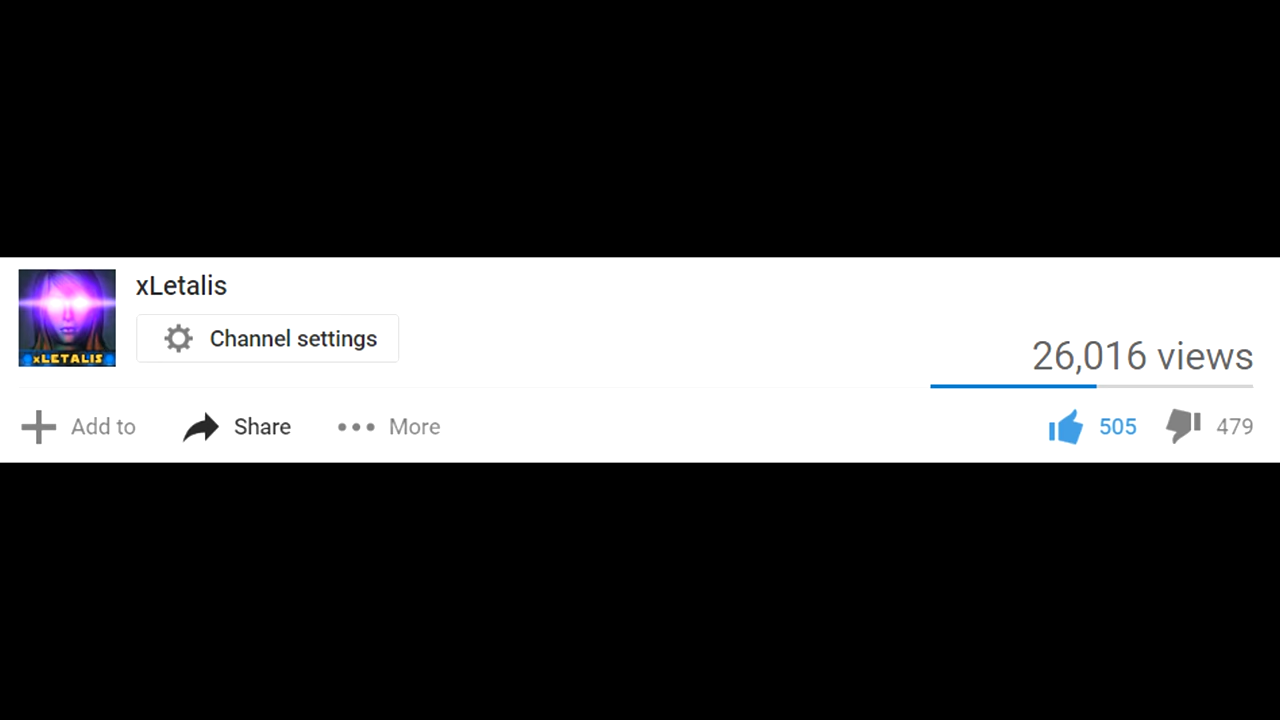 xLetalis
xLETALIS
Channel settings
26,016 views
Add to
Share
More
505
479